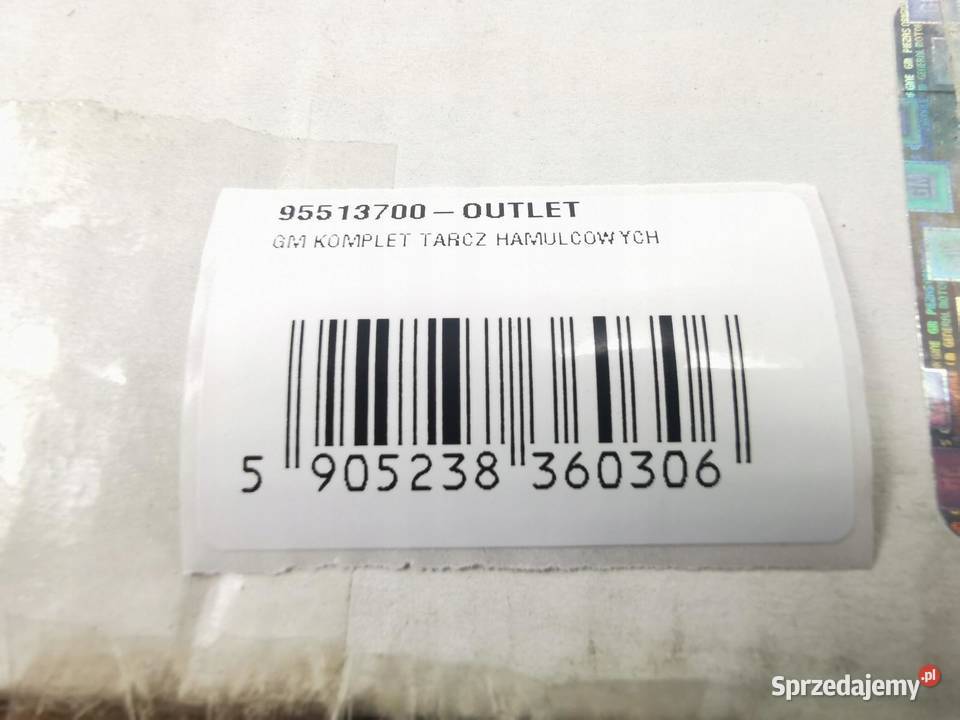 95513700 – OUTLET
GM KOMPLET TARCZ HAMULCOWYCH
5 905238 360306
Sprzedajemy.pl